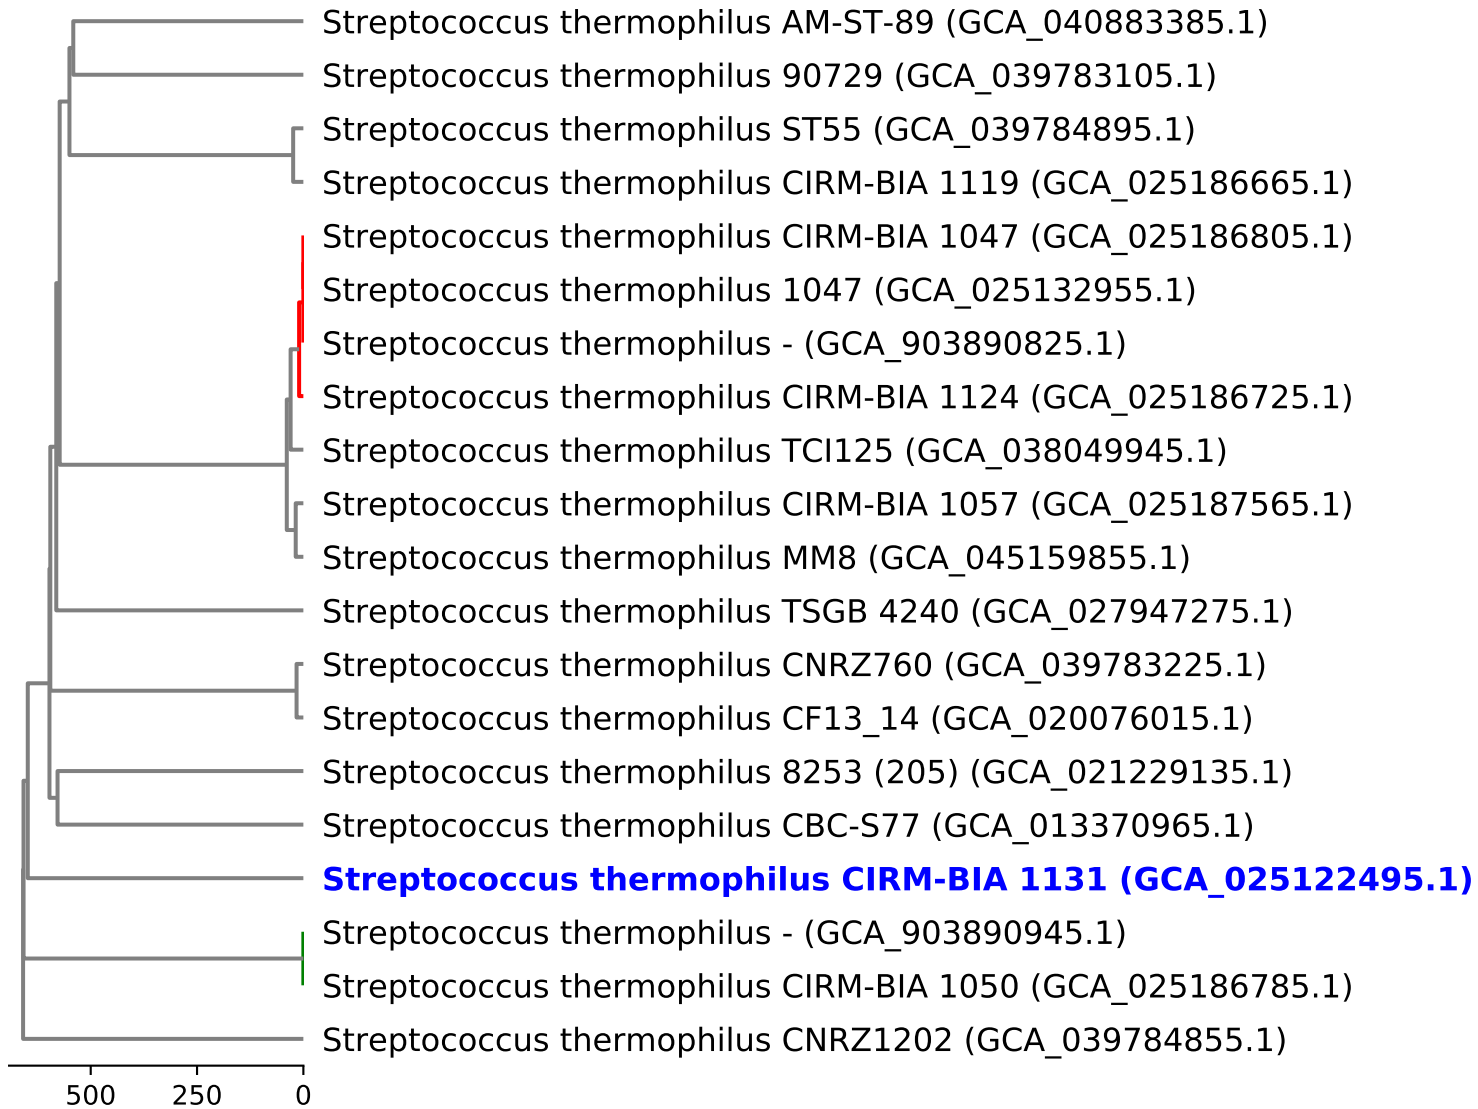 Streptococcus thermophilus AM-ST-89 (GCA_040883385.1)
Streptococcus thermophilus 90729 (GCA_039783105.1)
Streptococcus thermophilus ST55 (GCA_039784895.1)
Streptococcus thermophilus CIRM-BIA 1119 (GCA_025186665.1)
Streptococcus thermophilus CIRM-BIA 1047 (GCA_025186805.1)
Streptococcus thermophilus 1047 (GCA_025132955.1)
Streptococcus thermophilus - (GCA_903890825.1)
Streptococcus thermophilus CIRM-BIA 1124 (GCA_025186725.1)
Streptococcus thermophilus TCI125 (GCA_038049945.1)
Streptococcus thermophilus CIRM-BIA 1057 (GCA_025187565.1)
Streptococcus thermophilus MM8 (GCA_045159855.1)
Streptococcus thermophilus TSGB 4240 (GCA_027947275.1)
Streptococcus thermophilus CNRZ760 (GCA_039783225.1)
Streptococcus thermophilus CF13_14 (GCA_020076015.1)
Streptococcus thermophilus 8253 (205) (GCA_021229135.1)
Streptococcus thermophilus CBC-S77 (GCA_013370965.1)
Streptococcus thermophilus CIRM-BIA 1131 (GCA_025122495.1)
Streptococcus thermophilus - (GCA_903890945.1)
Streptococcus thermophilus CIRM-BIA 1050 (GCA_025186785.1)
Streptococcus thermophilus CNRZ1202 (GCA_039784855.1)
500 250 0